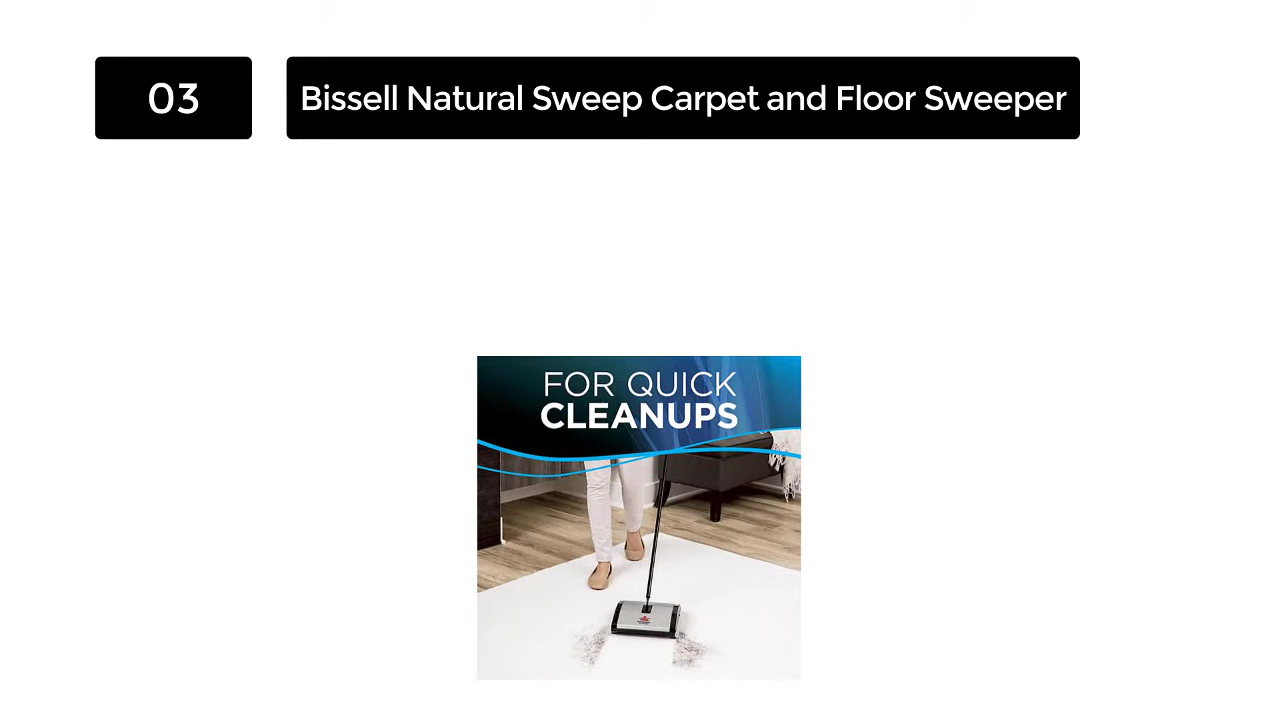 03
Bissell Natural Sweep Carpet and Floor Sweeper
FOR QUICK
CLEANUPS